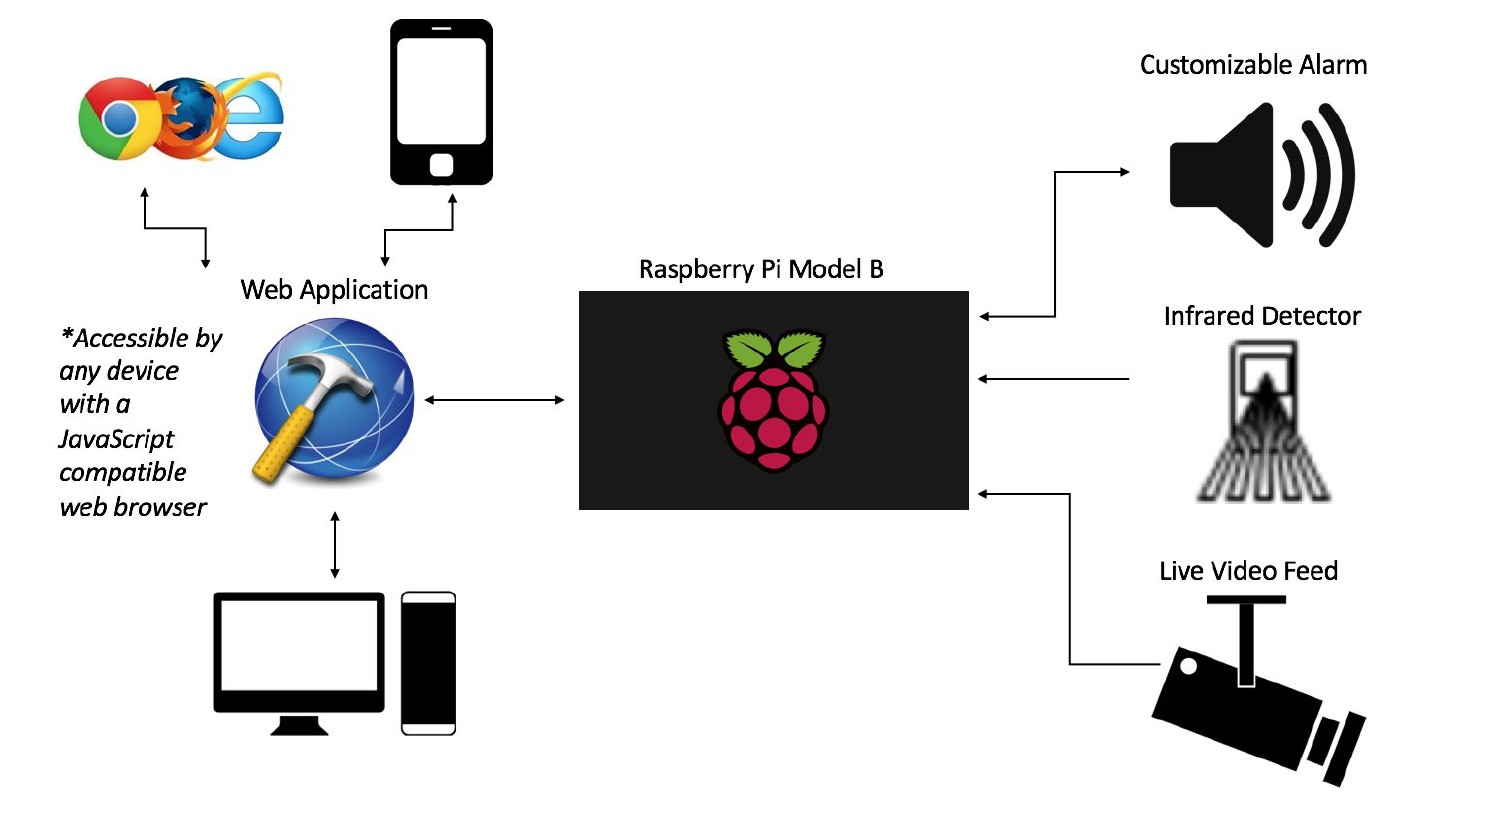 Customizable Alarm
Raspberry Pi Model B
Web Application
Infrared Detector
*Accessible by
any device
with a
JavaScript
compatible
web browser
Live Video Feed